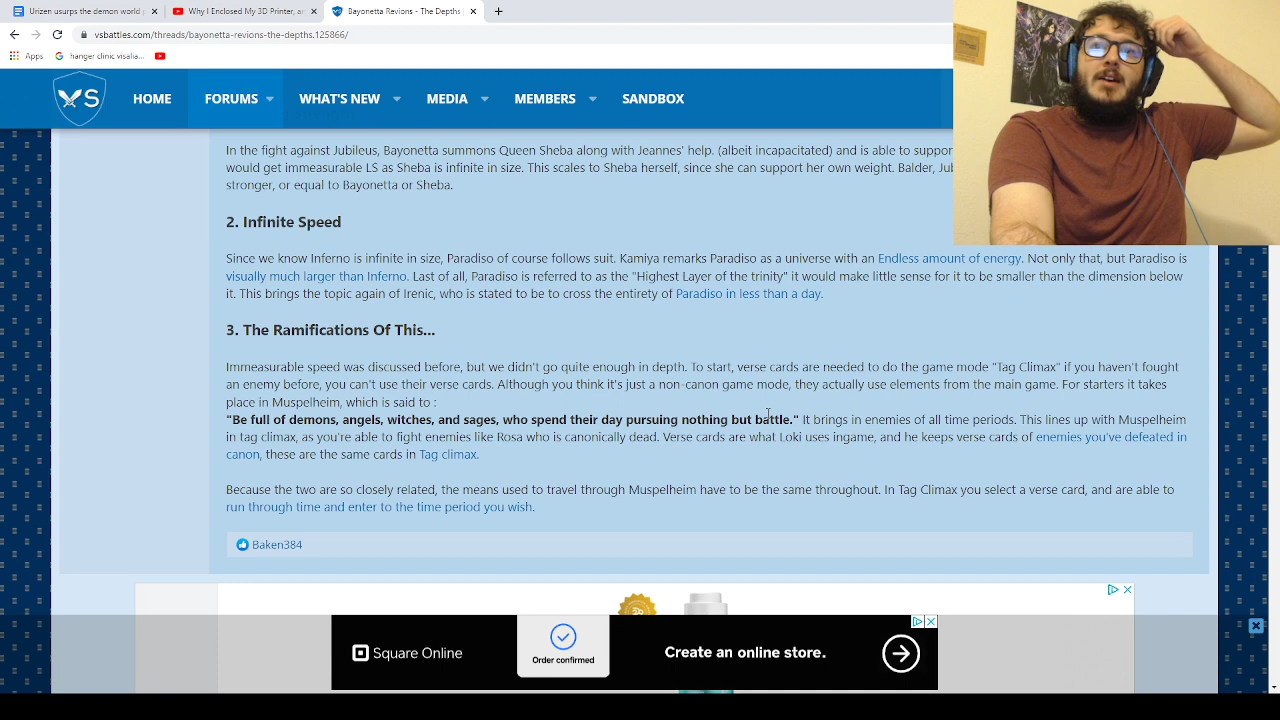 Urizen usurps the demon world
Why I Enclosed My 3D Printer, a
Bayonetta Revions - The Depths
vsbattles.com/threads/bayonetta-revions-the-depths.125866/
Apps
hanger clinic visalia...
VS
HOME
FORUMS
WHAT'S NEW
MEDIA
MEMBERS
SANDBOX
In the fight against Jubileus, Bayonetta summons Queen Sheba along with Jeannes' help. (albeit incapacitated) and is able to support
would get immeasurable LS as Sheba is infinite in size. This scales to Sheba herself, since she can support her own weight. Balder, Jub
stronger, or equal to Bayonetta or Sheba.
2. Infinite Speed
Since we know Inferno is infinite in size, Paradiso of course follows suit. Kamiya remarks Paradiso as a universe with an Endless amount of energy. Not only that, but Paradiso is
visually much larger than Inferno. Last of all, Paradiso is referred to as the "Highest Layer of the trinity" it would make little sense for it to be smaller than the dimension below
it. This brings the topic again of Irenic, who is stated to be to cross the entirety of Paradiso in less than a day.
3. The Ramifications Of This...
Immeasurable speed was discussed before, but we didn't go quite enough in depth. To start, verse cards are needed to do the game mode "Tag Climax" if you haven't fought
an enemy before, you can't use their verse cards. Although you think it's just a non-canon game mode, they actually use elements from the main game. For starters it takes
place in Muspelheim, which is said to :
"Be full of demons, angels, witches, and sages, who spend their day pursuing nothing but battle." It brings in enemies of all time periods. This lines up with Muspelheim
in tag climax, as you're able to fight enemies like Rosa who is canonically dead. Verse cards are what Loki uses ingame, and he keeps verse cards of enemies you've defeated in
canon, these are the same cards in Tag climax.
Because the two are so closely related, the means used to travel through Muspelheim have to be the same throughout. In Tag Climax you select a verse card, and are able to
run through time and enter to the time period you wish.
Baken384
Square Online
Order confirmed
Create an online store.